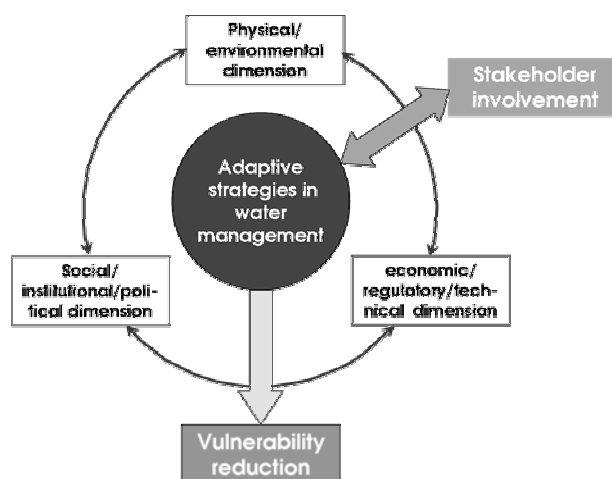 Physical/
environmental
dimension
Stakeholder
involvement
Adaptive
strategies in
water
management
Social/
institutional/poli-
tical dimension
economic/
regulatory/tech-
nical dimension
Vulnerability
reduction